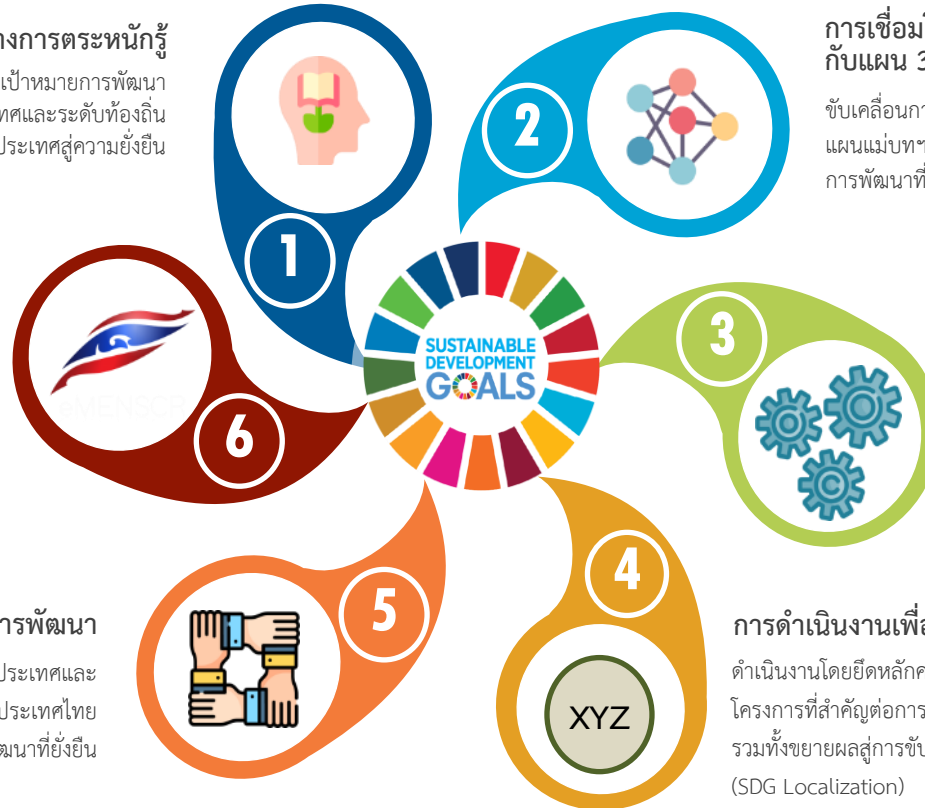 างการตระหนักรู้
เป้าหมายการพัฒนา
ทศและระดับท้องถิ่น
ประเทศสู่ความยั่งยืน
1
2
การเชื่อมโ
กับแผน 3
ขับเคลื่อนกา
แผนแม่บทฯ
การพัฒนาที่
SUSTAINABLE
DEVELOPMENT
GOALS
3
eMENSCR
6
5
4
XYZ
ารพัฒนา
ประเทศและ
ประเทศไทย
ฒนาที่ยั่งยืน
การดำเนินงานเพื่อ
ดำเนินงานโดยยึดหลักค
โครงการที่สำคัญต่อการ
รวมทั้งขยายผลสู่การขับ
(SDG Localization)